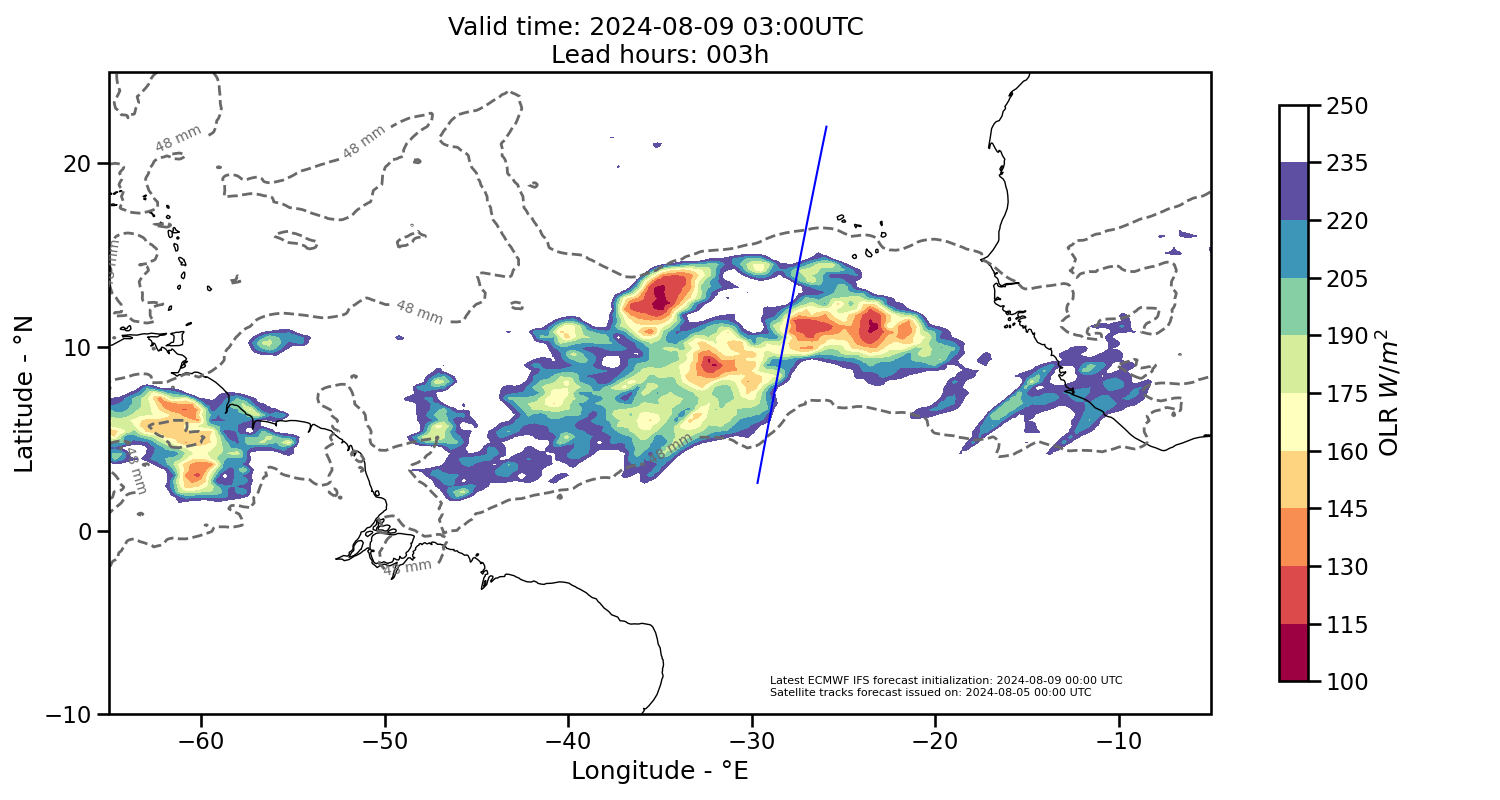 Valid time: 2024-08-09 03:00UTC
Lead hours: 003h
48 mm
48 mm
48 mm
48 mm
48 mm
48 mm
Latitude - °N
20
10
0
−10
−60
−50
−40
−30
−20
−10
Longitude - °E
Latest ECMWF IFS forecast initialization: 2024-08-09 00:00 UTC
Satellite tracks forecast issued on: 2024-08-05 00:00 UTC
250
235
220
205
190
175
160
145
130
115
100
OLR W/m²